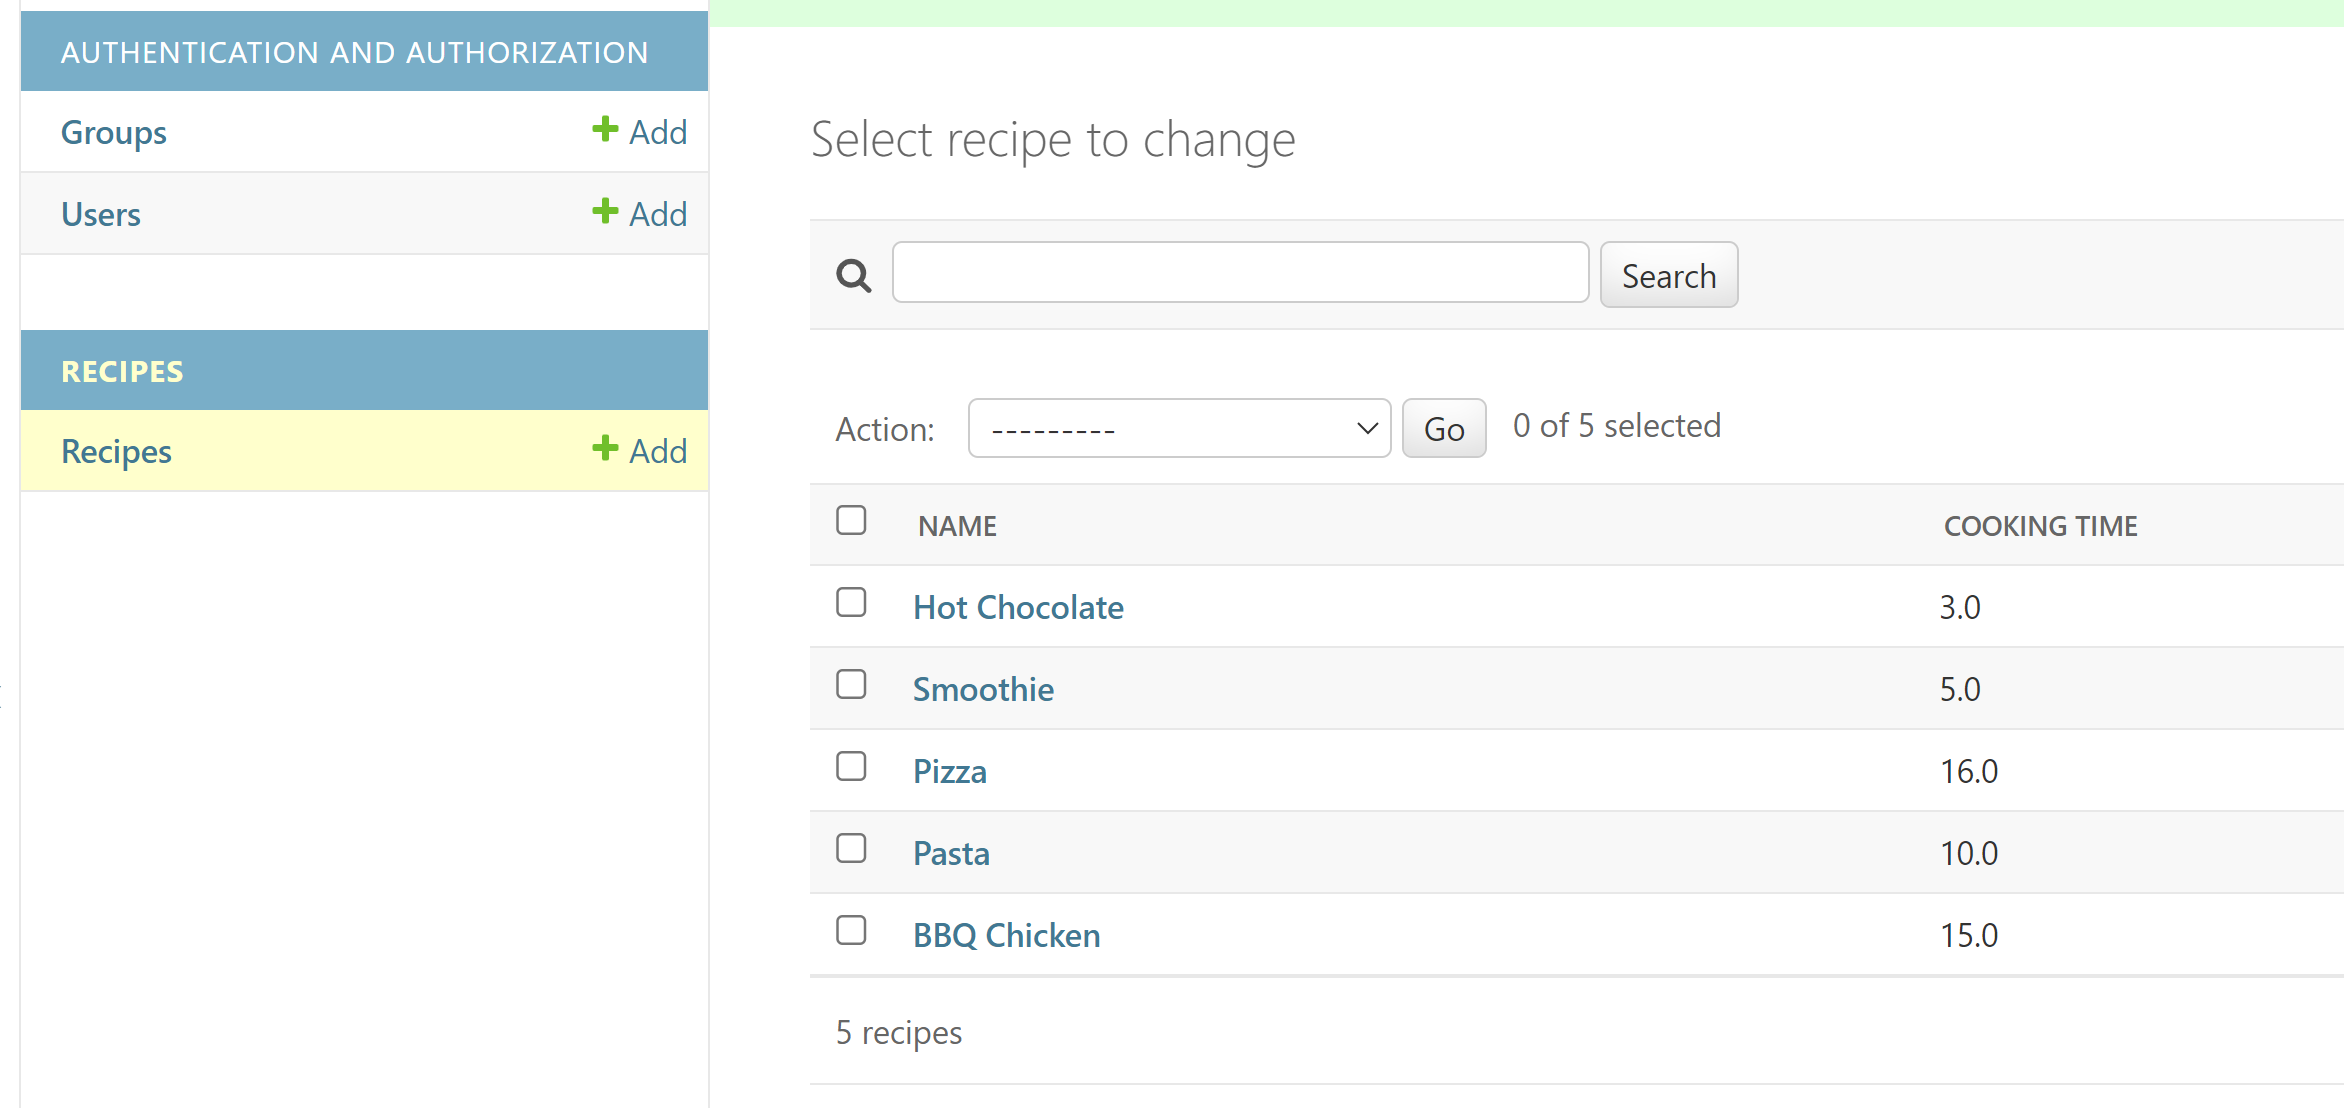 AUTHENTICATION AND AUTHORIZATION
Groups Add
Users Add
RECIPES
Recipes Add
Select recipe to change
Search
Action: --------- Go 0 of 5 selected
NAME COOKING TIME
Hot Chocolate 3.0
Smoothie 5.0
Pizza 16.0
Pasta 10.0
BBQ Chicken 15.0
5 recipes